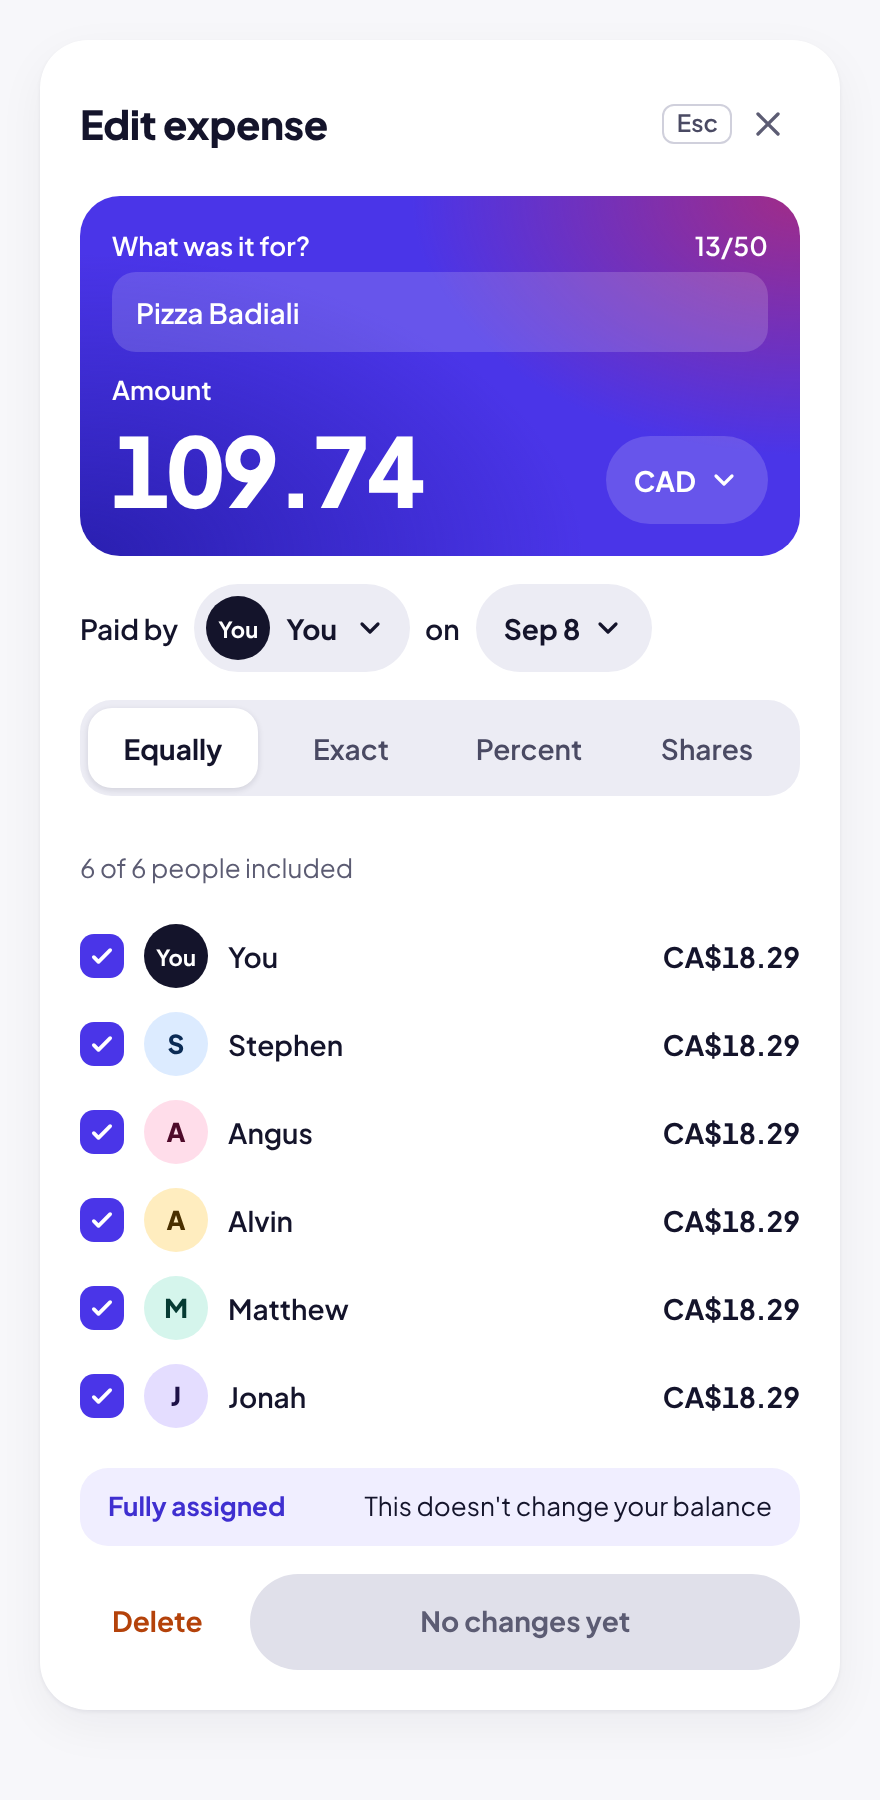 Edit expense
Esc
What was it for?
13/50
Pizza Badiali
Amount
109.74
CAD
Paid by
You
You
on
Sep 8
Equally
Exact
Percent
Shares
6 of 6 people included
You
You
CA$18.29
S
Stephen
CA$18.29
A
Angus
CA$18.29
A
Alvin
CA$18.29
M
Matthew
CA$18.29
J
Jonah
CA$18.29
Fully assigned
This doesn't change your balance
Delete
No changes yet